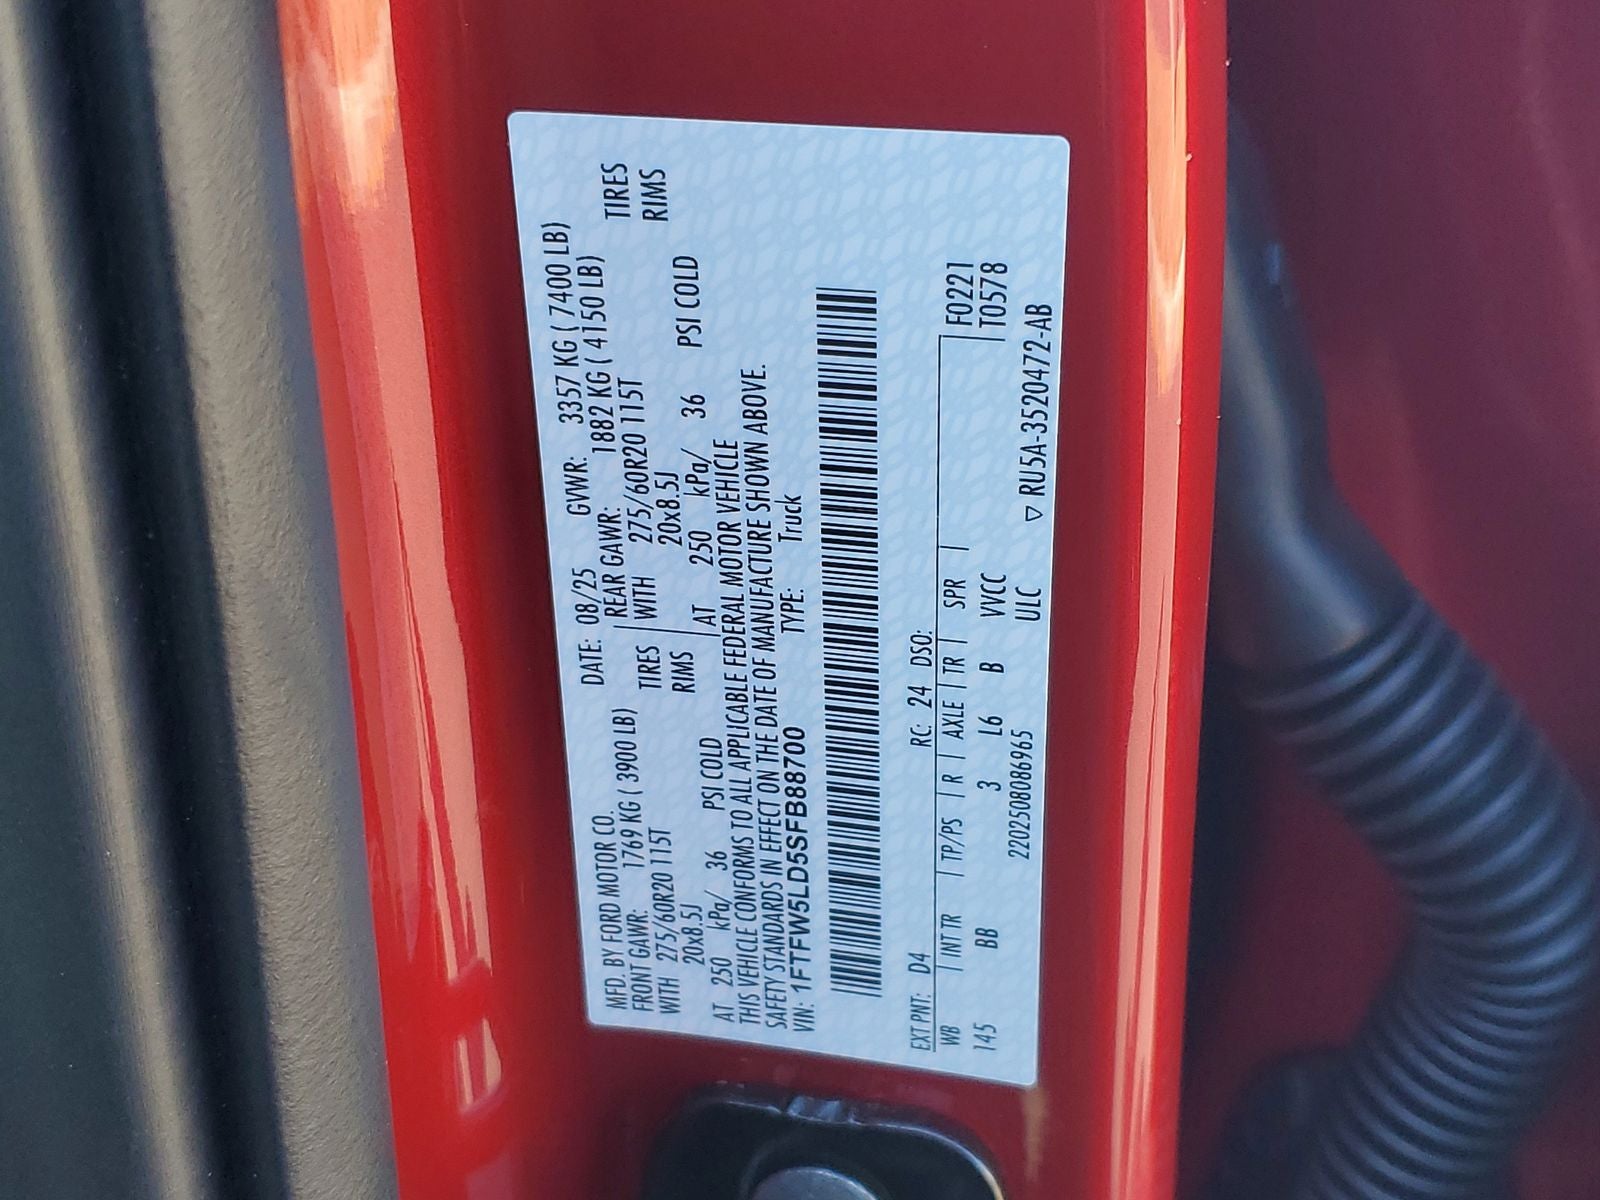 MFD. BY FORD MOTOR CO. DATE: 08/25 GVWR: 3357 KG ( 7400 LB)
FRONT GAWR: 1769 KG ( 3900 LB) REAR GAWR: 1882 KG ( 4150 LB)
WITH 275/60R20 115T TIRES WITH 275/60R20 115T TIRES
20x8.5J RIMS 20x8.5J RIMS
AT 250 kPa/ 36 PSI COLD AT 250 kPa/ 36 PSI COLD
THIS VEHICLE CONFORMS TO ALL APPLICABLE FEDERAL MOTOR VEHICLE
SAFETY STANDARDS IN EFFECT ON THE DATE OF MANUFACTURE SHOWN ABOVE.
VIN: 1FTFW5LD5SFB88700 TYPE: Truck
EXT PNT: D4 RC: 24 DSO:
WB | INT TR | TP/PS | R | AXLE | TR | SPR | F0221
145 BB 3 L6 B VVCC T0578
2202508086965 ULC ▽ RU5A-3520472-AB